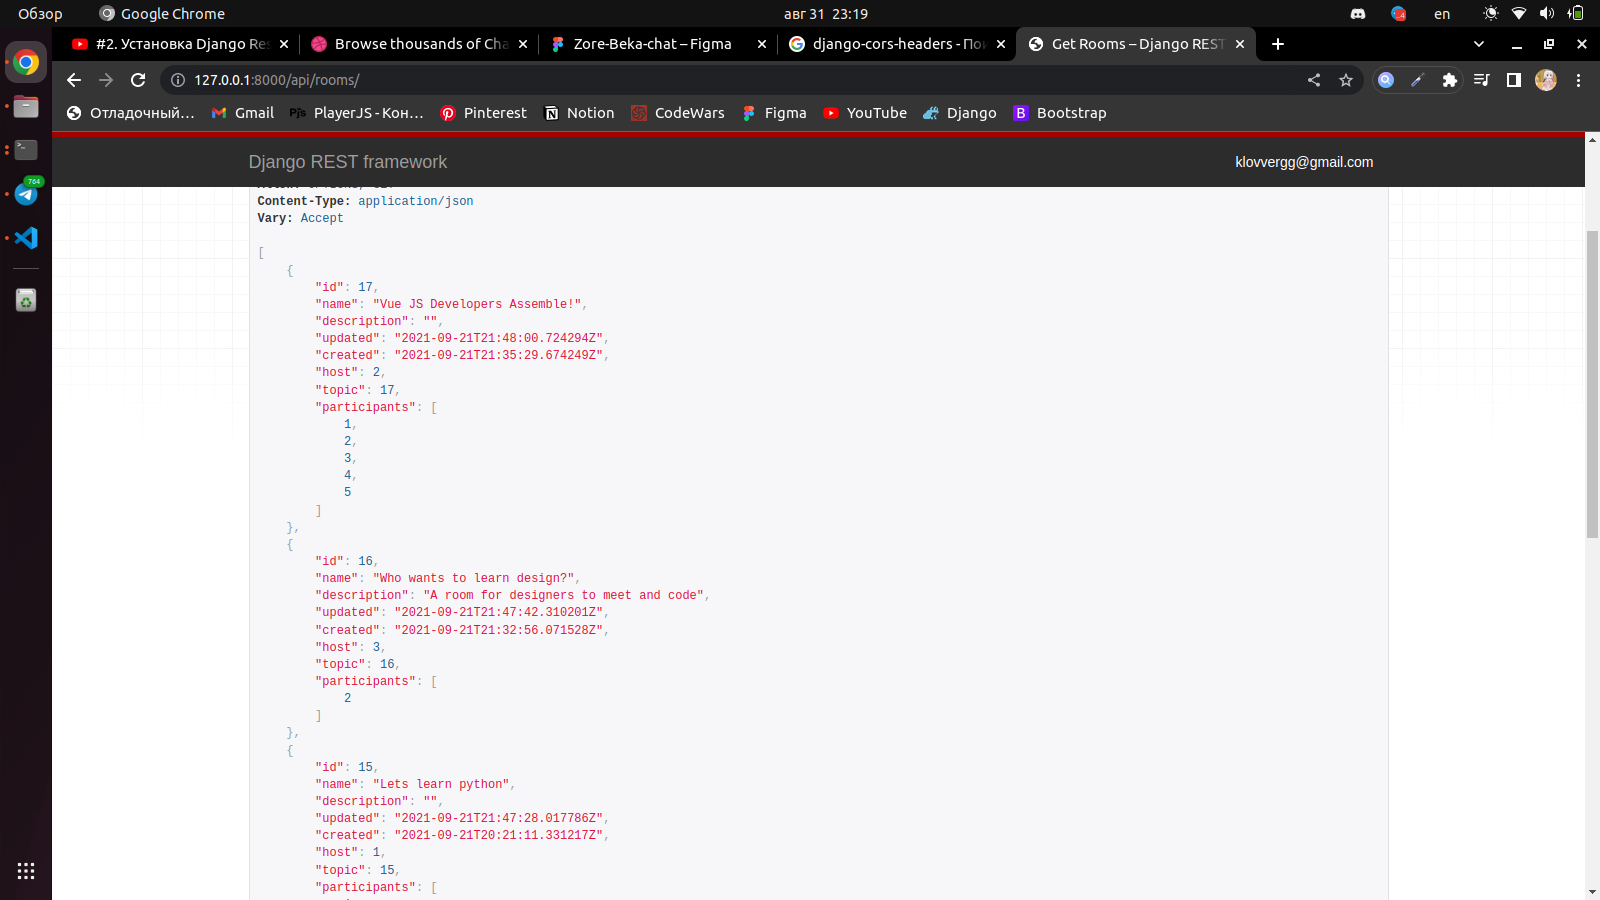 Обзор
Google Chrome
авг 31 23:19
en
#2. Установка Django Res
Browse thousands of Cha
Zore-Beka-chat – Figma
django-cors-headers - Пои
Get Rooms – Django REST
127.0.0.1:8000/api/rooms/
Отладочный…
Gmail
PlayerJS - Кон…
Pinterest
Notion
CodeWars
Figma
YouTube
Django
Bootstrap
764
Django REST framework
klovvergg@gmail.com
Content-Type: application/json
Vary: Accept
[
{
"id": 17,
"name": "Vue JS Developers Assemble!",
"description": "",
"updated": "2021-09-21T21:48:00.724294Z",
"created": "2021-09-21T21:35:29.674249Z",
"host": 2,
"topic": 17,
"participants": [
1,
2,
3,
4,
5
]
},
{
"id": 16,
"name": "Who wants to learn design?",
"description": "A room for designers to meet and code",
"updated": "2021-09-21T21:47:42.310201Z",
"created": "2021-09-21T21:32:56.071528Z",
"host": 3,
"topic": 16,
"participants": [
2
]
},
{
"id": 15,
"name": "Lets learn python",
"description": "",
"updated": "2021-09-21T21:47:28.017786Z",
"created": "2021-09-21T20:21:11.331217Z",
"host": 1,
"topic": 15,
"participants": [